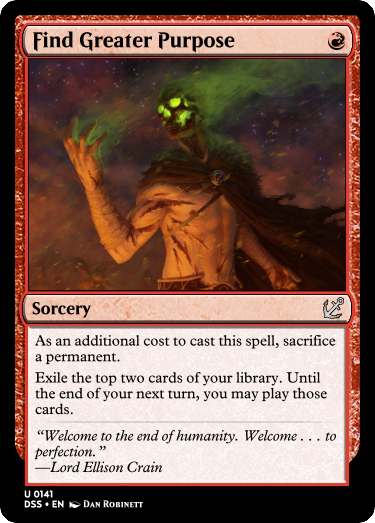 Find Greater Purpose
Sorcery
As an additional cost to cast this spell, sacrifice
a permanent.
Exile the top two cards of your library. Until
the end of your next turn, you may play those
cards.
“Welcome to the end of humanity. Welcome . . . to
perfection.”
—Lord Ellison Crain
U 0141
DSS • EN Dan Robinett